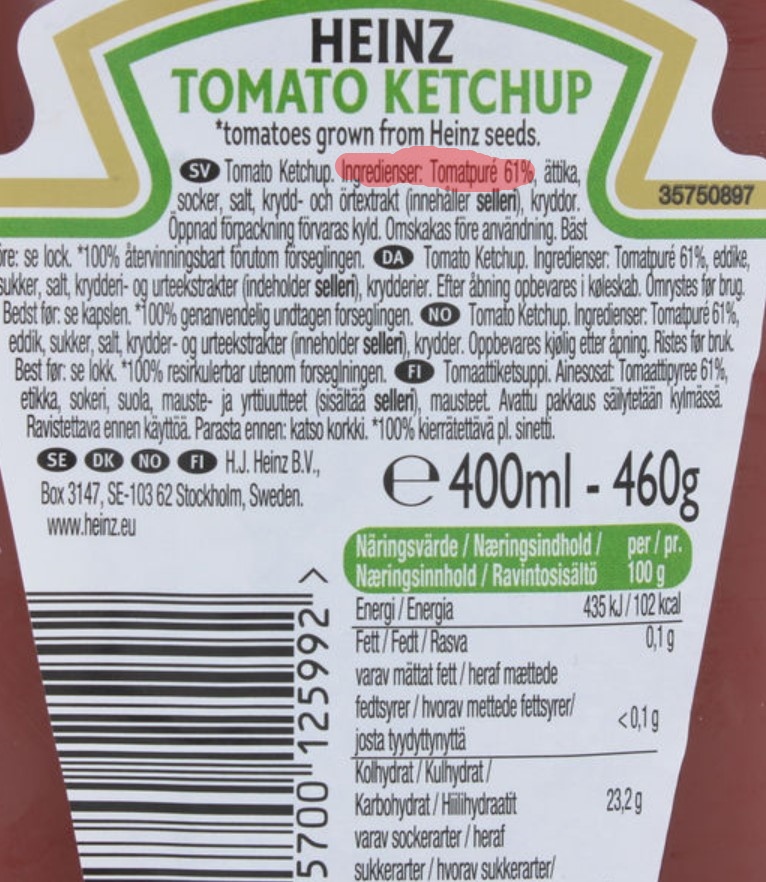 HEINZ
TOMATO KETCHUP
*tomatoes grown from Heinz seeds.
SV Tomato Ketchup. Ingredienser: Tomatpuré 61%, ättika,
socker, salt, krydd- och örtextrakt (innehåller selleri), kryddor.
Öppnad förpackning förvaras kyld. Omskakas före användning. Bäst
öre: se lock. *100% återvinningsbart förutom förseglingen. DA Tomato Ketchup. Ingredienser: Tomatpuré 61%, eddike,
sukker, salt, krydderi- og urteekstrakter (indeholder selleri), krydderier. Efter åbning opbevares i køleskab. Omrystes før brug.
Bedst før: se kapslen. *100% genanvendelig undtagen forseglingen. NO Tomato Ketchup. Ingredienser: Tomatpuré 61%,
eddik, sukker, salt, krydder- og urteekstrakter (inneholder selleri), krydder. Oppbevares kjølig etter åpning. Ristes før bruk.
Best før: se lokk. *100% resirkulerbar utenom forseglningen. FI Tomaattiketsuppi. Ainesosat: Tomaattipyree 61%,
etikka, sokeri, suola, mauste- ja yrttiuutteet (sisältää selleri), mausteet. Avattu pakkaus säilytetään kylmässä.
Ravistettava ennen käyttöä. Parasta ennen: katso korkki. *100% kierrätettävä pl. sinetti.
35750897
SE DK NO FI H.J. Heinz B.V.,
Box 3147, SE-103 62 Stockholm, Sweden.
www.heinz.eu
e 400ml - 460g
Näringsvärde / Næringsindhold / per / pr.
Næringsinnhold / Ravintosisältö 100 g
Energi / Energia 435 kJ / 102 kcal
Fett / Fedt / Rasva 0,1 g
varav mättat fett / heraf mættede
fedtsyrer / hvorav mettede fettsyrer/
josta tyydyttynyttä <0,1 g
Kolhydrat / Kulhydrat /
Karbohydrat / Hiilihydraatit 23,2 g
varav sockerarter / heraf
sukkerarter / hvorav sukkerarter/
5700 125992 >